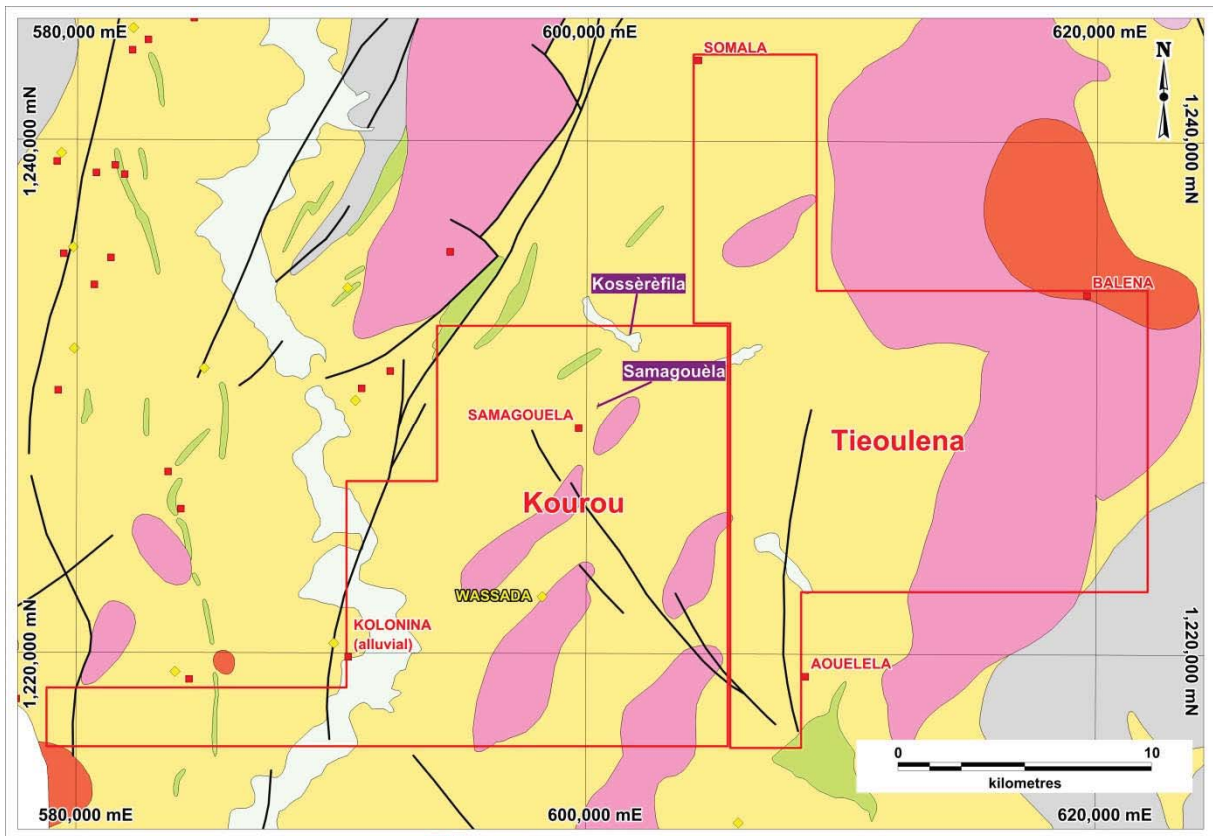 580,000 mE
600,000 mE
620,000 mE
SOMALA
N
1,240,000 mN
1,240,000 mN
Kossèrèfila
BALENA
Samagouèla
SAMAGOUELA
Tieoulena
Kourou
WASSADA
KOLONINA
(alluvial)
AOUELELA
1,220,000 mN
1,220,000 mN
0
10
kilometres
580,000 mE
600,000 mE
620,000 mE